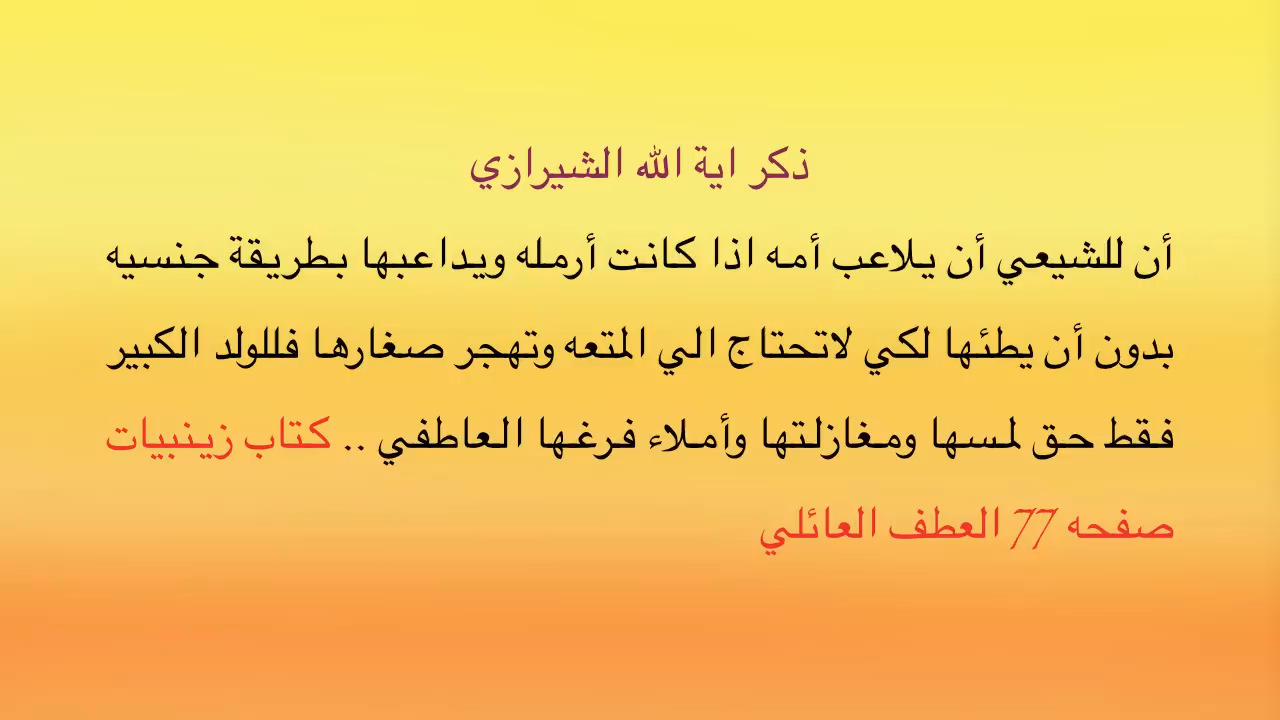 ذكر اية الله الشيرازي
أن للشيعي أن يلاعب أمه اذا كانت أرمله ويداعبها بطريقة جنسيه
بدون أن يطئها لكي لاتحتاج الي المتعه وتهجر صغارها فللولد الكبير
فقط حق لمسها ومغازلتها وأملاء فرغها العاطفي .. كتاب زينبيات
صفحه 77 العطف العائلي